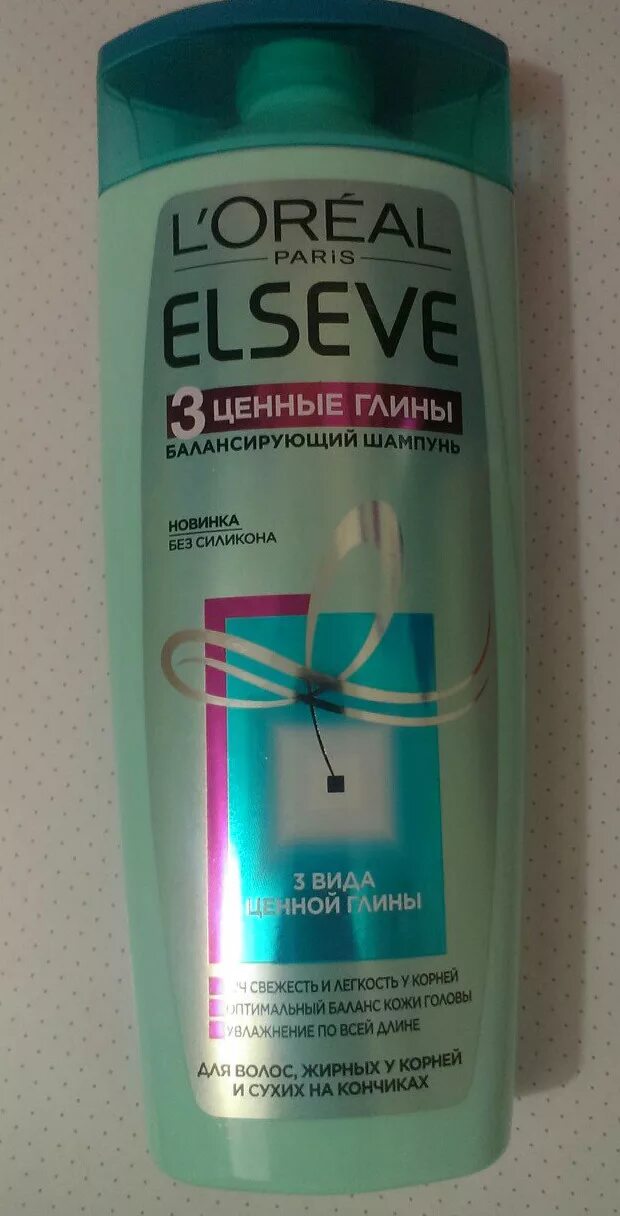 L'ORÉAL
PARIS
ELSEVE
3 ЦЕННЫЕ ГЛИНЫ
БАЛАНСИРУЮЩИЙ ШАМПУНЬ
НОВИНКА
БЕЗ СИЛИКОНА
3 ВИДА
ЦЕННОЙ ГЛИНЫ
СВЕЖЕСТЬ И ЛЕГКОСТЬ У КОРНЕЙ
ОПТИМАЛЬНЫЙ БАЛАНС КОЖИ ГОЛОВЫ
УВЛАЖНЕНИЕ ПО ВСЕЙ ДЛИНЕ
ДЛЯ ВОЛОС, ЖИРНЫХ У КОРНЕЙ
И СУХИХ НА КОНЧИКАХ